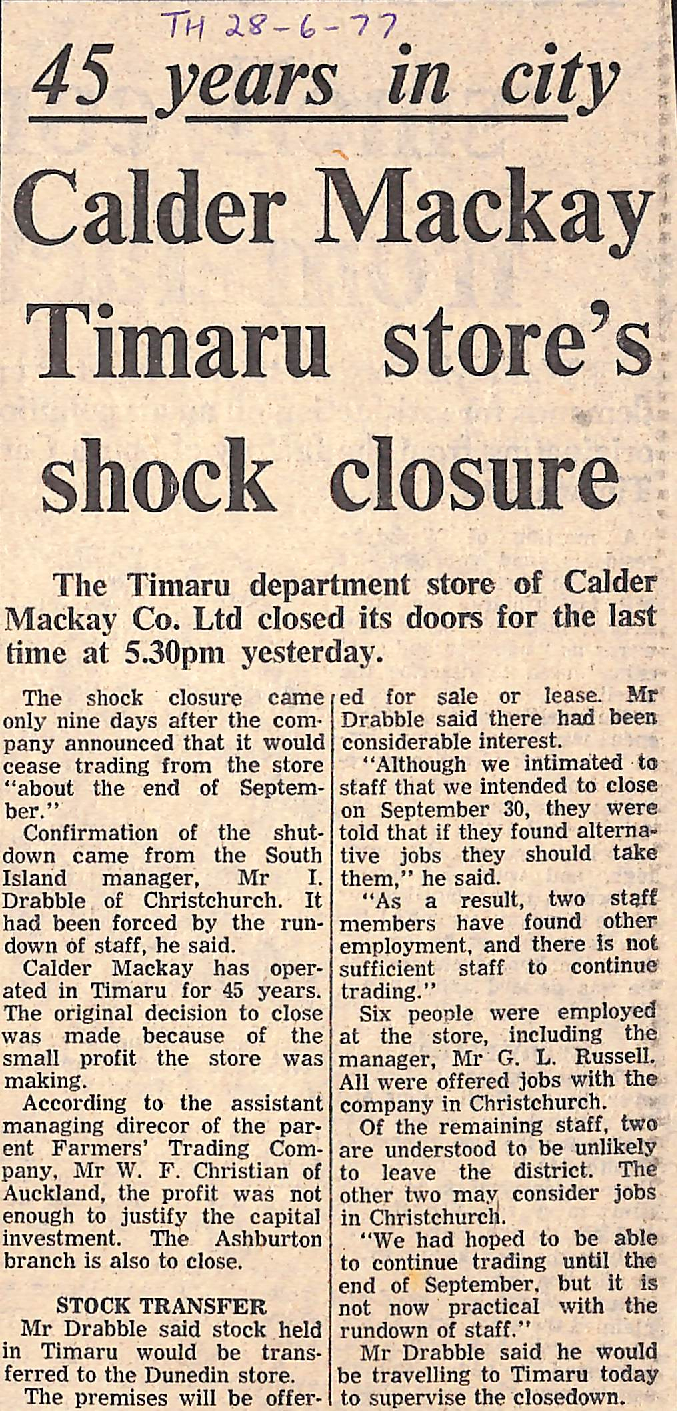 TH 28-6-77
45 years in city
Calder Mackay
Timaru store's
shock closure
The Timaru department store of Calder
Mackay Co. Ltd closed its doors for the last
time at 5.30pm yesterday.
The shock closure came
only nine days after the com-
pany announced that it would
cease trading from the store
"about the end of Septem-
ber."
Confirmation of the shut-
down came from the South
Island manager, Mr I.
Drabble of Christchurch. It
had been forced by the run-
down of staff, he said.
Calder Mackay has oper-
ated in Timaru for 45 years.
The original decision to close
was made because of the
small profit the store was
making.
According to the assistant
managing direcor of the par-
ent Farmers' Trading Com-
pany, Mr W. F. Christian of
Auckland, the profit was not
enough to justify the capital
investment. The Ashburton
branch is also to close.
STOCK TRANSFER
Mr Drabble said stock held
in Timaru would be trans-
ferred to the Dunedin store.
The premises will be offer-
ed for sale or lease. Mr
Drabble said there had been
considerable interest.
"Although we intimated to
staff that we intended to close
on September 30, they were
told that if they found alterna-
tive jobs they should take
them," he said.
"As a result, two staff
members have found other
employment, and there is not
sufficient staff to continue
trading."
Six people were employed
at the store, including the
manager, Mr G. L. Russell.
All were offered jobs with the
company in Christchurch.
Of the remaining staff, two
are understood to be unlikely
to leave the district. The
other two may consider jobs
in Christchurch.
"We had hoped to be able
to continue trading until the
end of September, but it is
not now practical with the
rundown of staff."
Mr Drabble said he would
be travelling to Timaru today
to supervise the closedown.